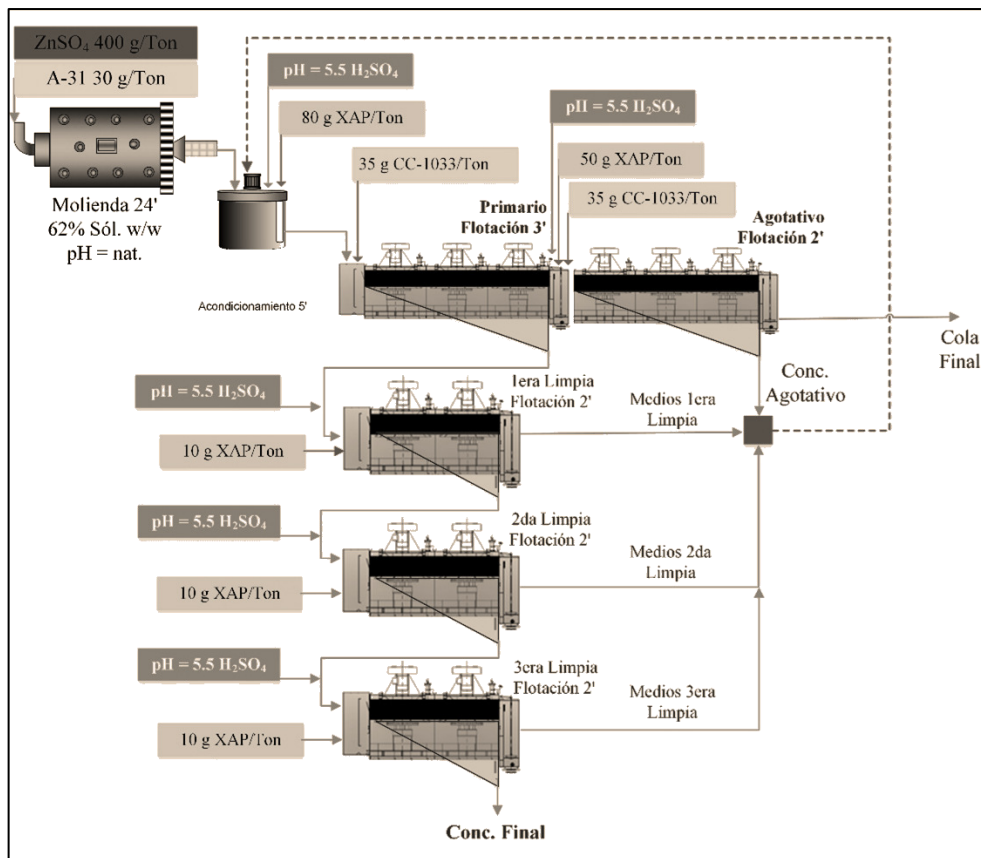 ZnSO₄ 400 g/Ton
A-31 30 g/Ton
Molienda 24'
62% Sól. w/w
pH = nat.
pH = 5.5 H₂SO₄
80 g XAP/Ton
Acondicionamiento 5'
35 g CC-1033/Ton
Primario
Flotación 3'
pH = 5.5 H₂SO₄
50 g XAP/Ton
35 g CC-1033/Ton
Agotativo
Flotación 2'
Cola
Final
Conc.
Agotativo
pH = 5.5 H₂SO₄
10 g XAP/Ton
1era Limpia
Flotación 2'
Medios 1era
Limpia
pH = 5.5 H₂SO₄
10 g XAP/Ton
2da Limpia
Flotación 2'
Medios 2da
Limpia
pH = 5.5 H₂SO₄
10 g XAP/Ton
3era Limpia
Flotación 2'
Medios 3era
Limpia
Conc. Final